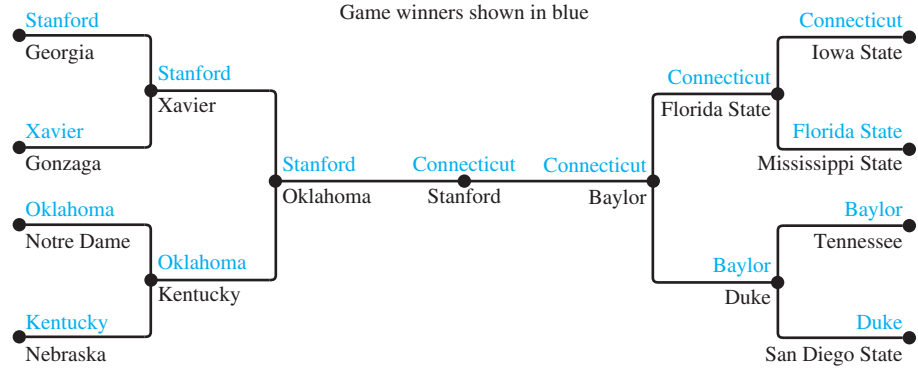 Game winners shown in blue
Stanford
Georgia
Stanford
Xavier
Xavier
Gonzaga
Stanford
Oklahoma
Oklahoma
Notre Dame
Oklahoma
Kentucky
Kentucky
Nebraska
Connecticut
Stanford
Connecticut
Baylor
Connecticut
Florida State
Connecticut
Iowa State
Florida State
Mississippi State
Baylor
Duke
Baylor
Tennessee
Duke
San Diego State